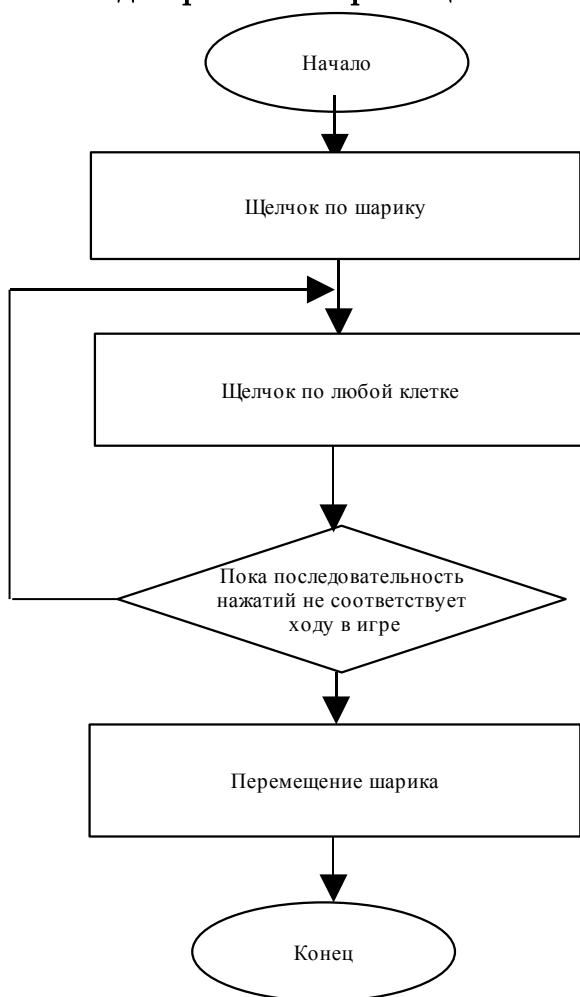 Начало
Щелчок по шарику
Щелчок по любой клетке
Пока последовательность
нажатий не соответствует
ходу в игре
Перемещение шарика
Конец